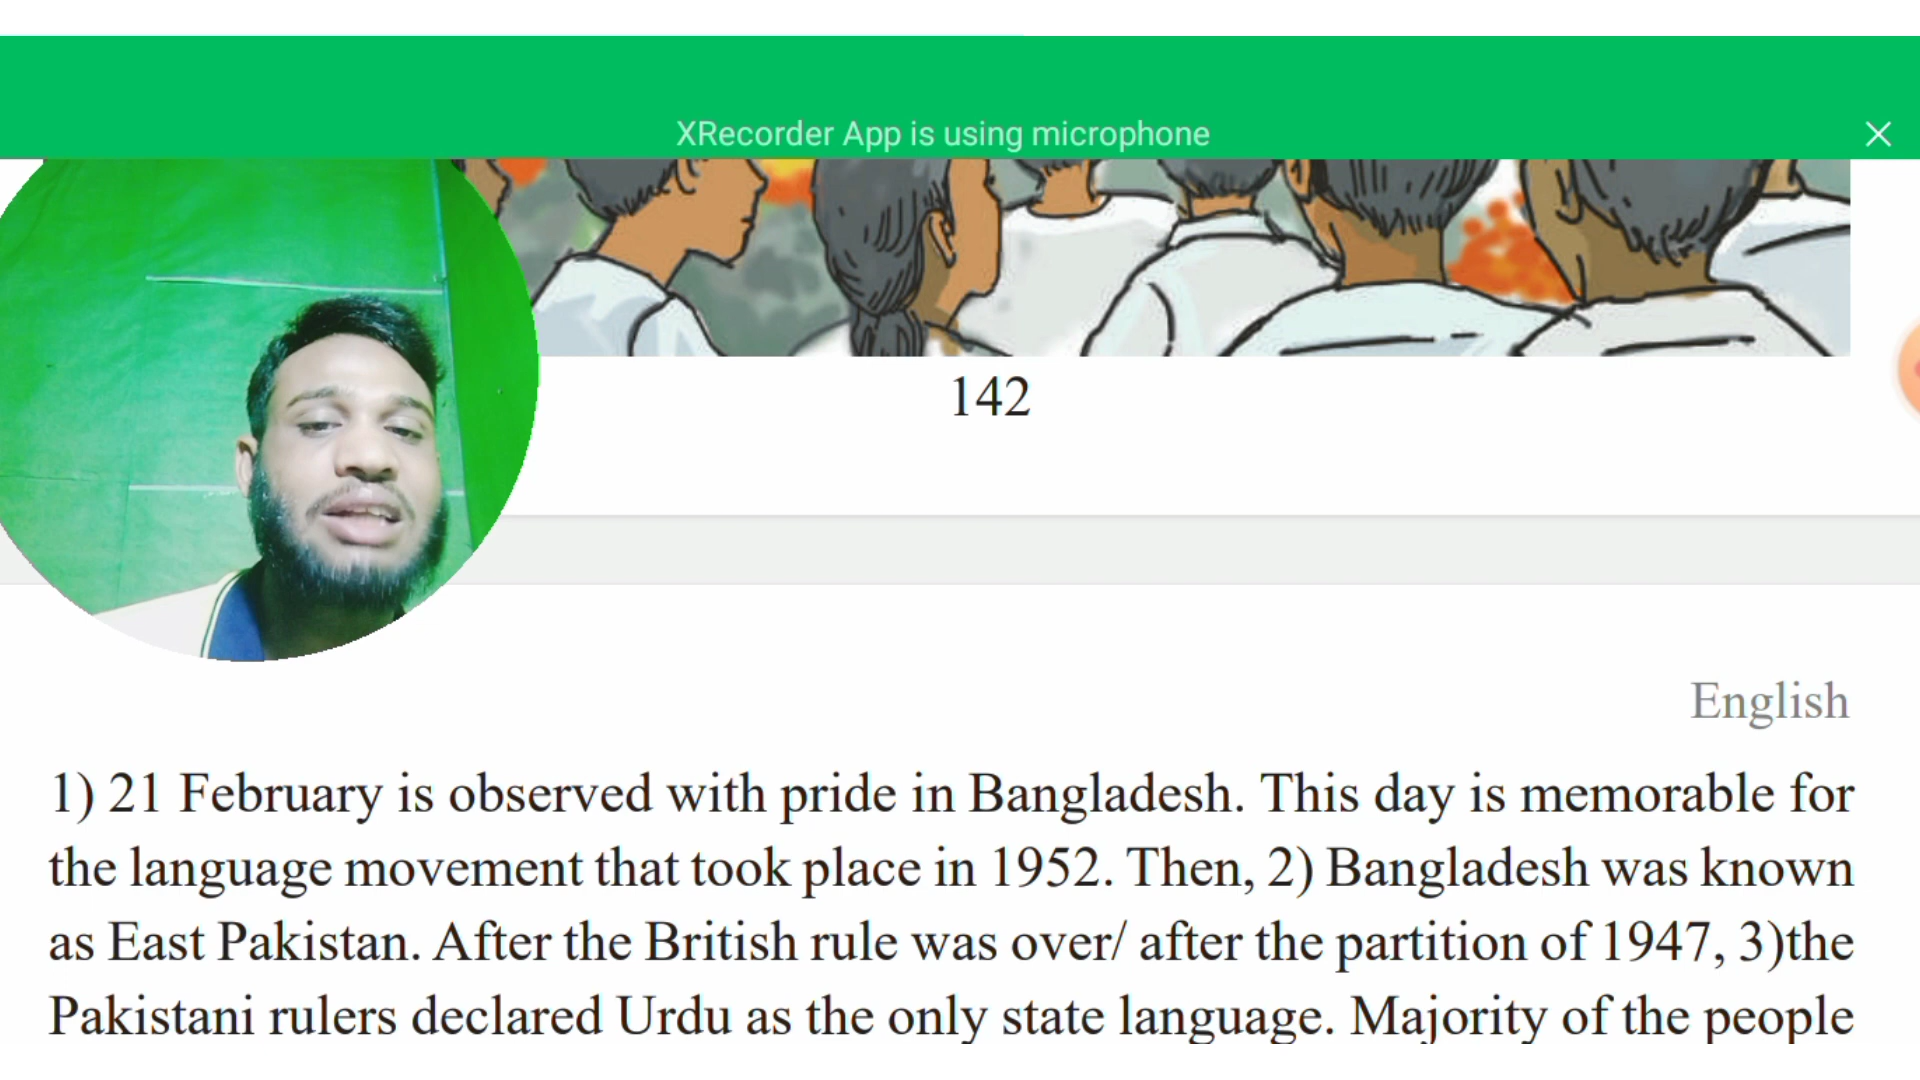 XRecorder App is using microphone
142
English
1) 21 February is observed with pride in Bangladesh. This day is memorable for
the language movement that took place in 1952. Then, 2) Bangladesh was known
as East Pakistan. After the British rule was over/ after the partition of 1947, 3)the
Pakistani rulers declared Urdu as the only state language. Majority of the people